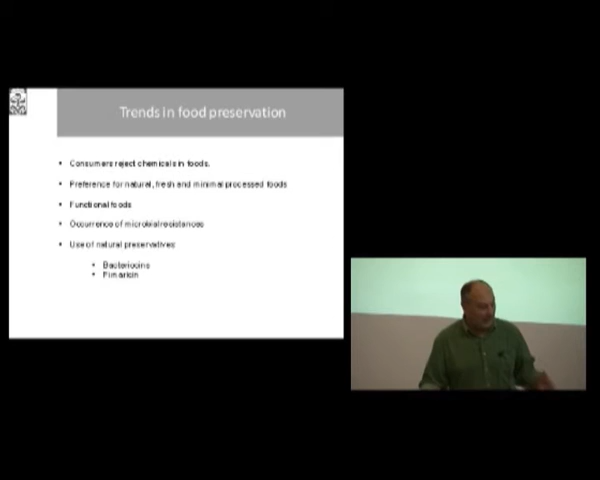 Trends in food preservation
• Consumers reject chemicals in foods.
• Preference for natural, fresh and minimal processed foods
• Functional foods
• Occurrence of microbial resistances
• Use of natural preservatives:
• Bacteriocins
• Pimaricin